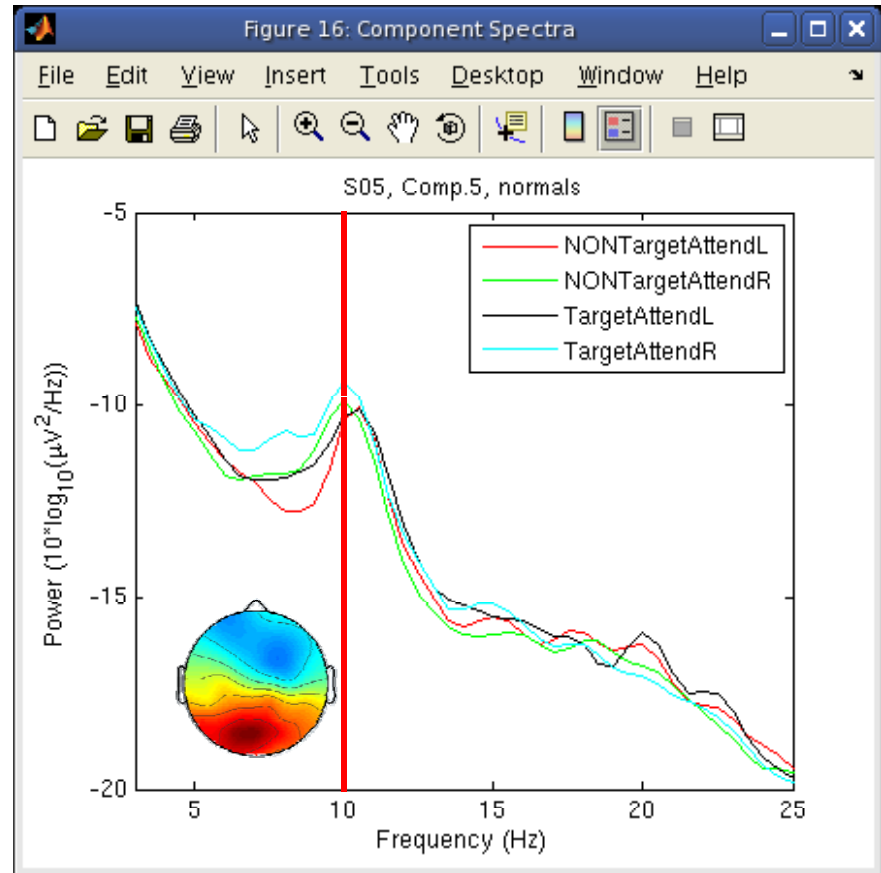 Figure 16: Component Spectra
File Edit View Insert Tools Desktop Window Help
S05, Comp.5, normals
-5
-10
-15
-20
Power (10*log10(μV2/Hz))
NONTargetAttendL
NONTargetAttendR
TargetAttendL
TargetAttendR
5 10 15 20 25
Frequency (Hz)